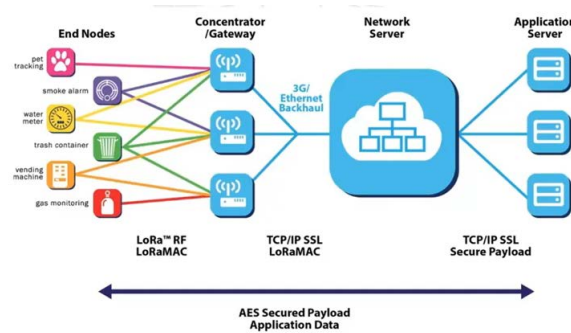 End Nodes
Concentrator
/Gateway
Network
Server
Application
Server
pet
tracking
smoke alarm
water
meter
trash container
vending
machine
gas monitoring
3G/
Ethernet
Backhaul
LoRa™ RF
LoRaMAC
TCP/IP SSL
LoRaMAC
TCP/IP SSL
Secure Payload
AES Secured Payload
Application Data